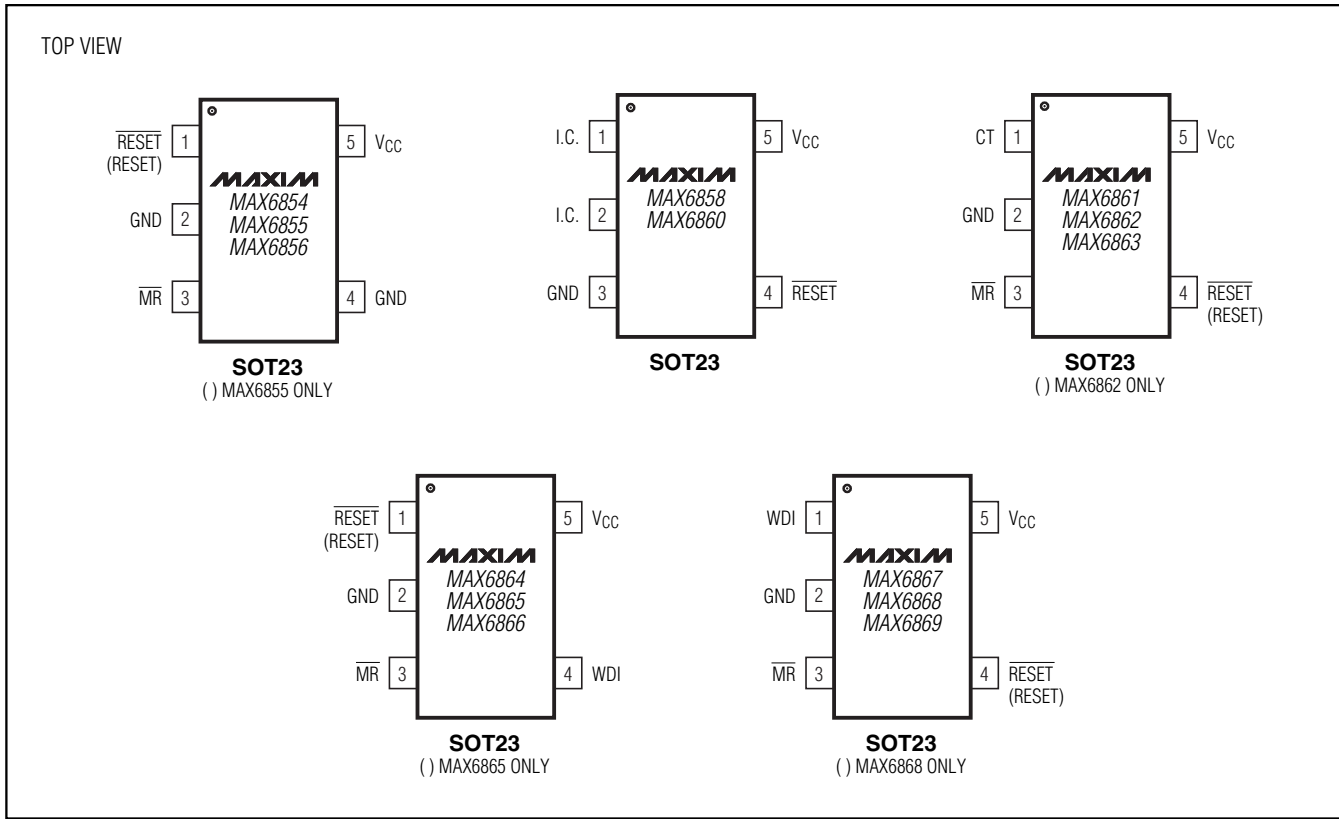 TOP VIEW
RESET
(RESET)
1
5
VCC
GND
2
MR
3
4
GND
MAXIM
MAX6854
MAX6855
MAX6856
SOT23
( ) MAX6855 ONLY
I.C.
1
5
VCC
I.C.
2
GND
3
4
RESET
MAXIM
MAX6858
MAX6860
SOT23
CT
1
5
VCC
GND
2
MR
3
4
RESET
(RESET)
MAXIM
MAX6861
MAX6862
MAX6863
SOT23
( ) MAX6862 ONLY
RESET
(RESET)
1
5
VCC
GND
2
MR
3
4
WDI
MAXIM
MAX6864
MAX6865
MAX6866
SOT23
( ) MAX6865 ONLY
WDI
1
5
VCC
GND
2
MR
3
4
RESET
(RESET)
MAXIM
MAX6867
MAX6868
MAX6869
SOT23
( ) MAX6868 ONLY